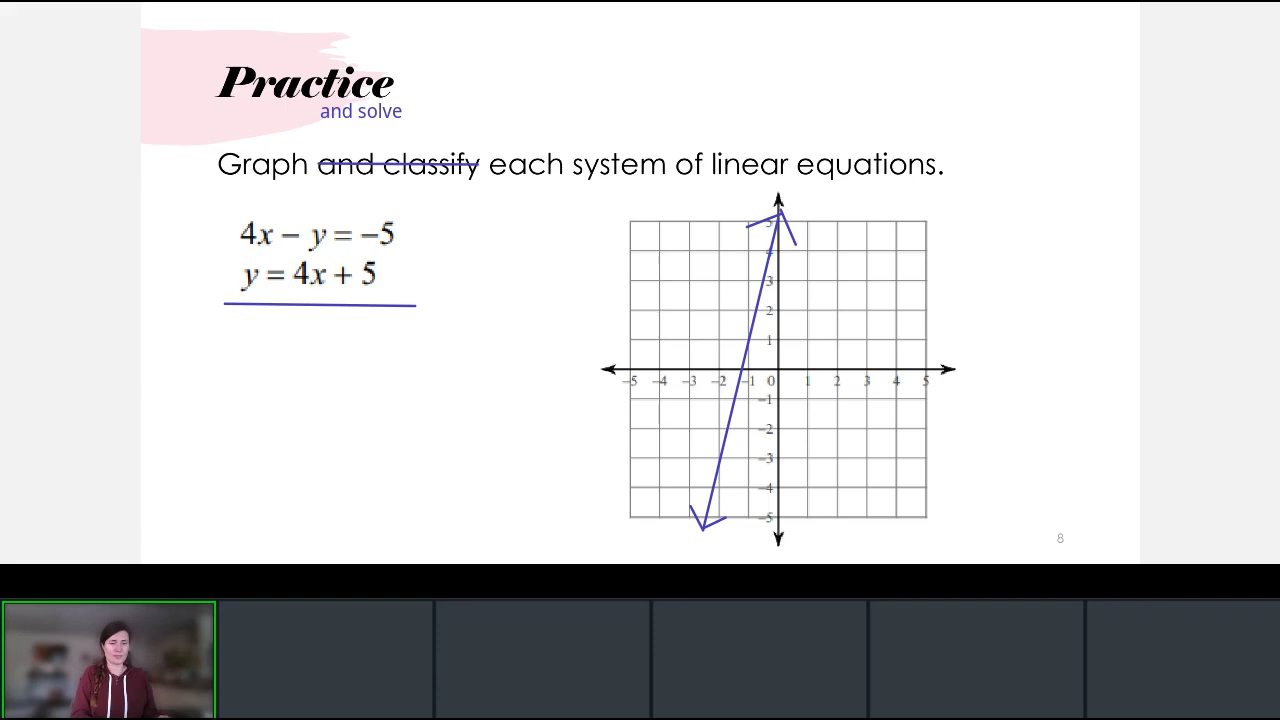 Practice
and solve
Graph and classify each system of linear equations.
4x − y = −5
y = 4x + 5
5
4
3
2
1
−5 −4 −3 −2 −1 0 1 2 3 4 5
−1
−2
−3
−4
−5
8